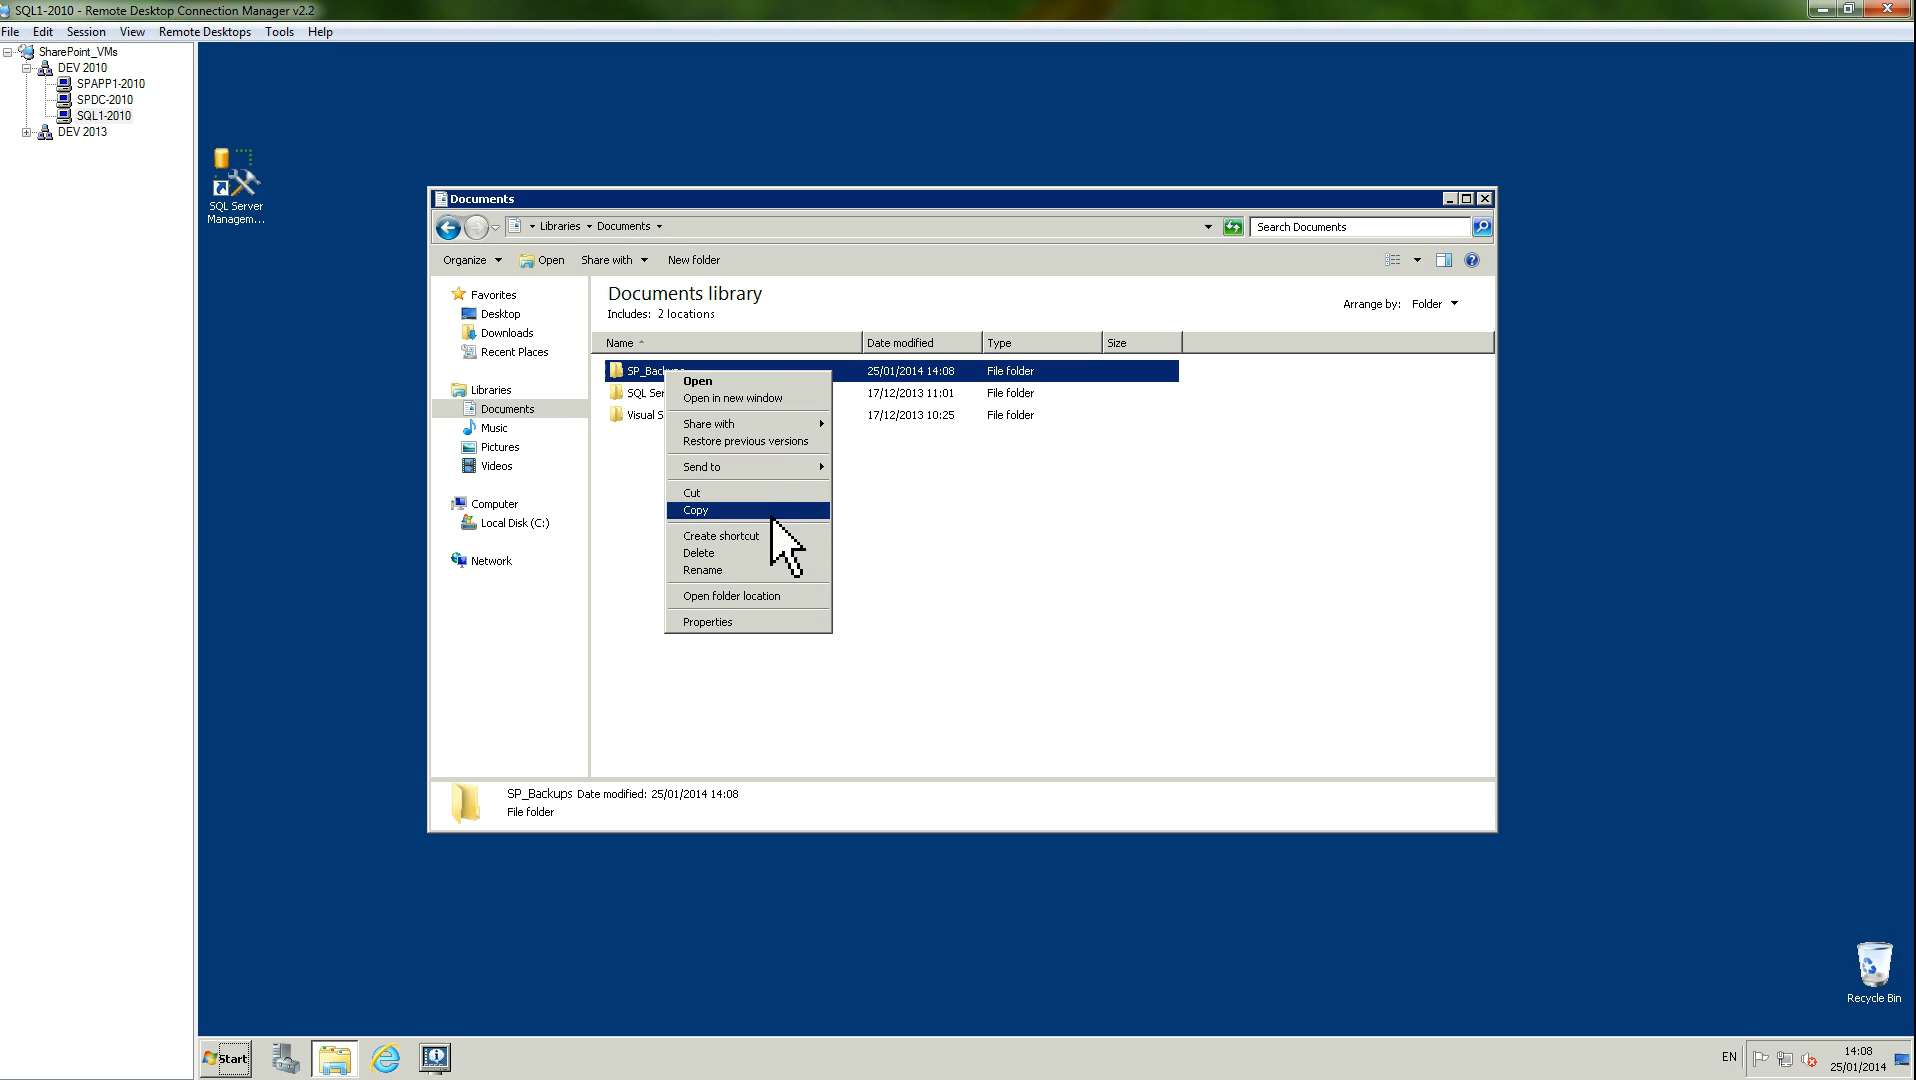 SQL1-2010 - Remote Desktop Connection Manager v2.2
File Edit Session View Remote Desktops Tools Help
SharePoint_VMs
DEV 2010
SPAPP1-2010
SPDC-2010
SQL1-2010
DEV 2013
SQL Server
Managem...
Documents
Libraries Documents
Search Documents
Organize Open Share with New folder
Favorites
Desktop
Downloads
Recent Places
Libraries
Documents
Music
Pictures
Videos
Computer
Local Disk (C:)
Network
Documents library
Includes: 2 locations
Arrange by: Folder
Name Date modified Type Size
SP_Backups 25/01/2014 14:08 File folder
SQL Ser 17/12/2013 11:01 File folder
Visual S 17/12/2013 10:25 File folder
Open
Open in new window
Share with
Restore previous versions
Send to
Cut
Copy
Create shortcut
Delete
Rename
Open folder location
Properties
SP_Backups Date modified: 25/01/2014 14:08
File folder
Recycle Bin
Start
EN
14:08
25/01/2014